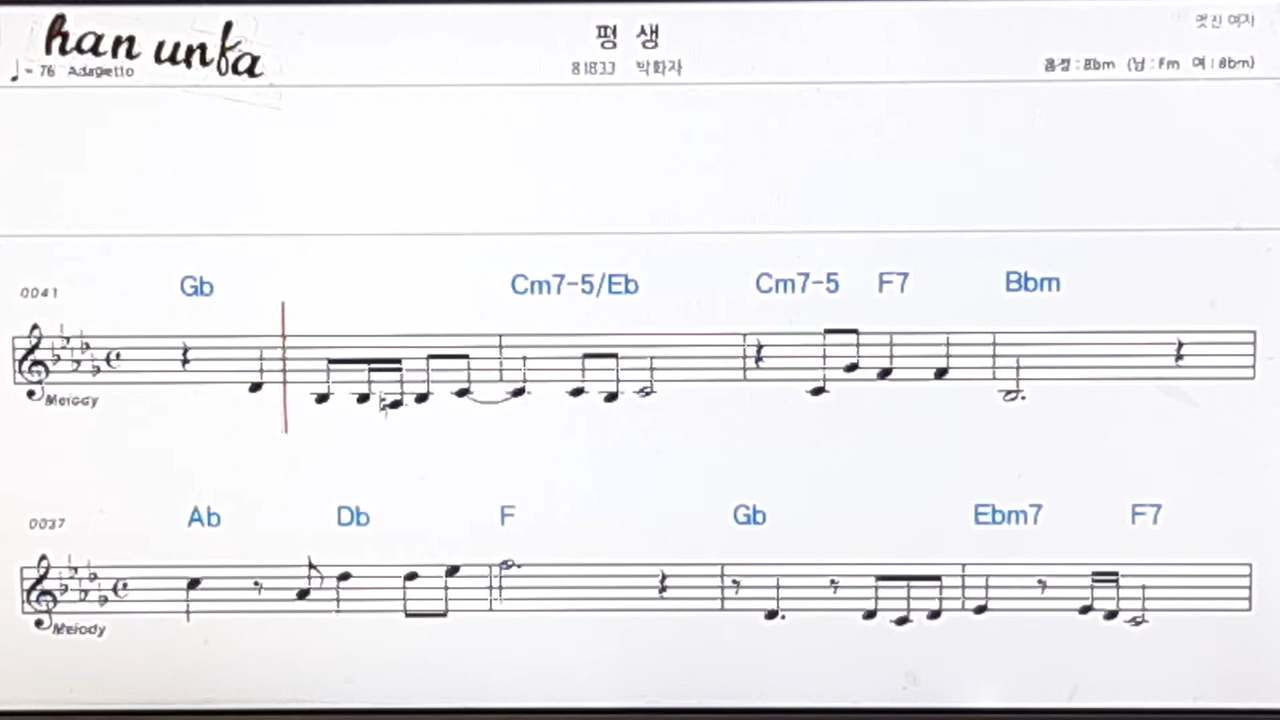 han unfa
멋진 여자
평 생
♩= 76 Adagietto
81833 박화자
음정 : Ebm (남 : Fm 여 : Bbm)
0041 Gb Cm7-5/Eb Cm7-5 F7 Bbm
Melody
0037 Ab Db F Gb Ebm7 F7
Melody